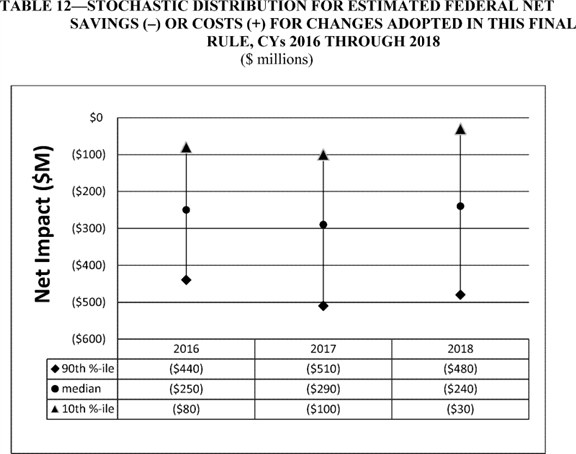 TABLE 12—STOCHASTIC DISTRIBUTION FOR ESTIMATED FEDERAL NET
SAVINGS (–) OR COSTS (+) FOR CHANGES ADOPTED IN THIS FINAL
RULE, CYs 2016 THROUGH 2018
($ millions)
Net Impact ($M)
$0
($100)
($200)
($300)
($400)
($500)
($600)
2016 2017 2018
90th %-ile ($440) ($510) ($480)
median ($250) ($290) ($240)
10th %-ile ($80) ($100) ($30)